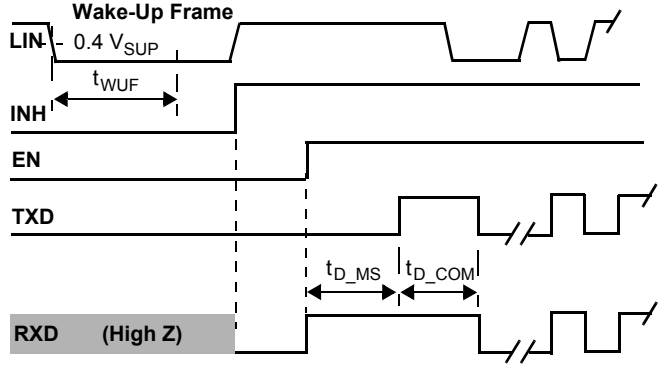 Wake-Up Frame
LIN
0.4 VSUP
tWUF
INH
EN
TXD
tD_MS
tD_COM
RXD (High Z)